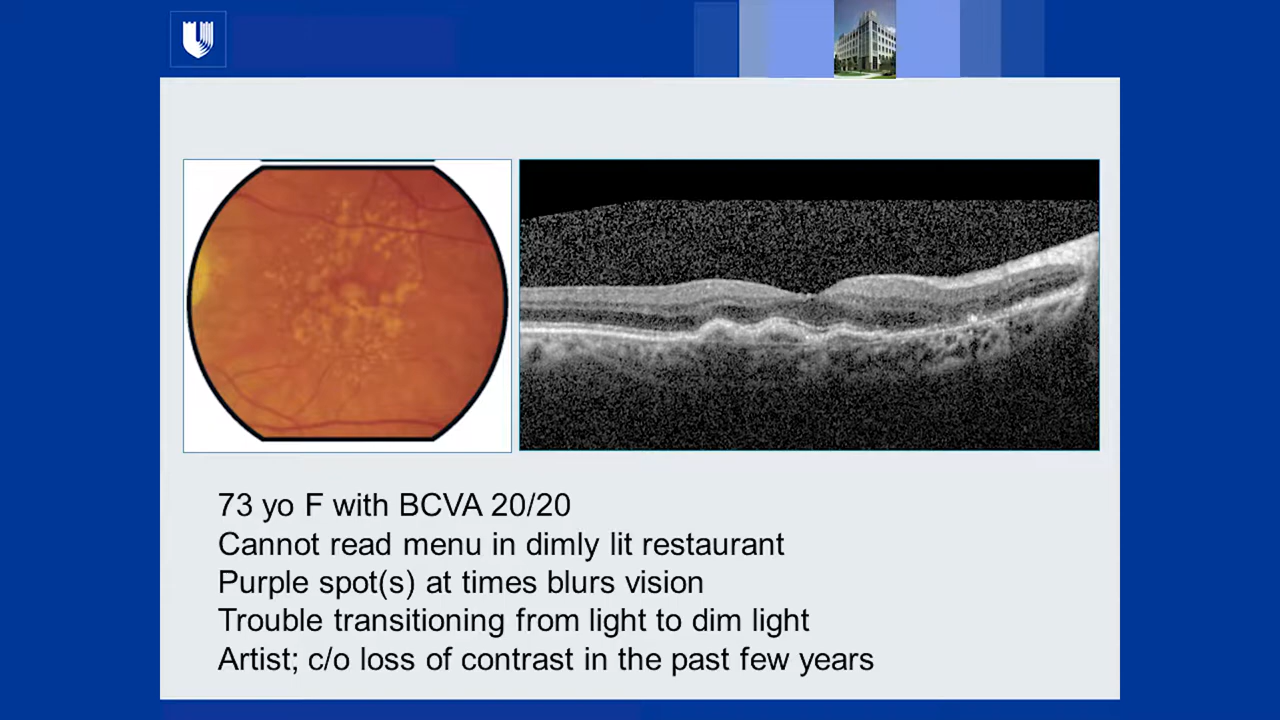 73 yo F with BCVA 20/20
Cannot read menu in dimly lit restaurant
Purple spot(s) at times blurs vision
Trouble transitioning from light to dim light
Artist; c/o loss of contrast in the past few years